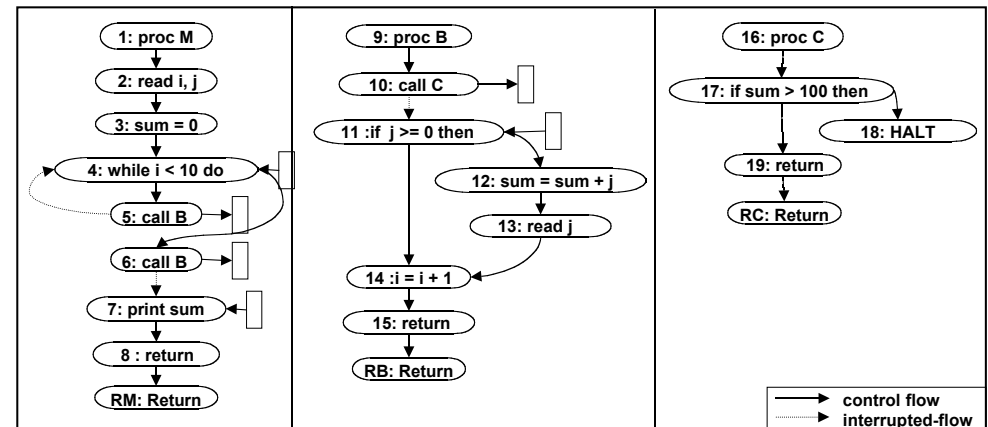 1: proc M
2: read i, j
3: sum = 0
4: while i < 10 do
5: call B
6: call B
7: print sum
8 : return
RM: Return
9: proc B
10: call C
11 :if j >= 0 then
12: sum = sum + j
13: read j
14 :i = i + 1
15: return
RB: Return
16: proc C
17: if sum > 100 then
18: HALT
19: return
RC: Return
control flow
interrupted-flow